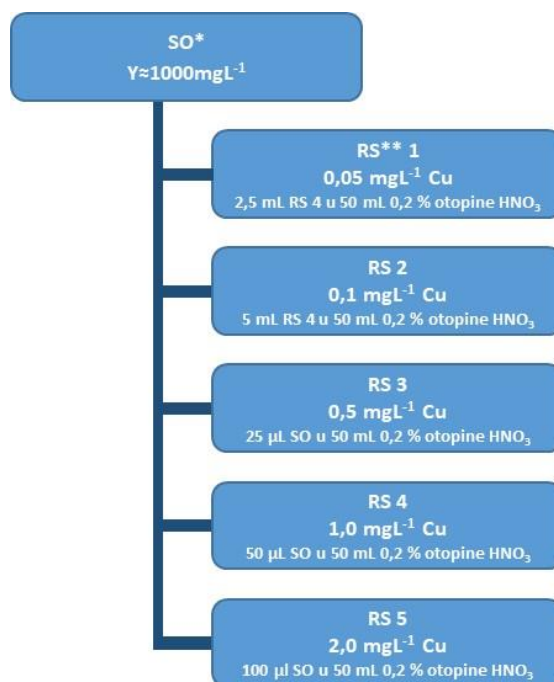 SO*
Y≈1000mgL⁻¹
RS** 1
0,05 mgL⁻¹ Cu
2,5 mL RS 4 u 50 mL 0,2 % otopine HNO₃
RS 2
0,1 mgL⁻¹ Cu
5 mL RS 4 u 50 mL 0,2 % otopine HNO₃
RS 3
0,5 mgL⁻¹ Cu
25 µL SO u 50 mL 0,2 % otopine HNO₃
RS 4
1,0 mgL⁻¹ Cu
50 µL SO u 50 mL 0,2 % otopine HNO₃
RS 5
2,0 mgL⁻¹ Cu
100 µl SO u 50 mL 0,2 % otopine HNO₃